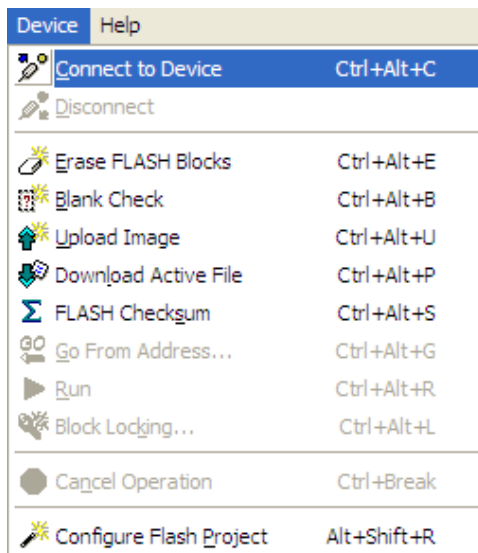 Device Help
Connect to Device Ctrl+Alt+C
Disconnect
Erase FLASH Blocks Ctrl+Alt+E
Blank Check Ctrl+Alt+B
Upload Image Ctrl+Alt+U
Download Active File Ctrl+Alt+P
FLASH Checksum Ctrl+Alt+S
GO Go From Address... Ctrl+Alt+G
Run Ctrl+Alt+R
Block Locking... Ctrl+Alt+L
Cancel Operation Ctrl+Break
Configure Flash Project Alt+Shift+R